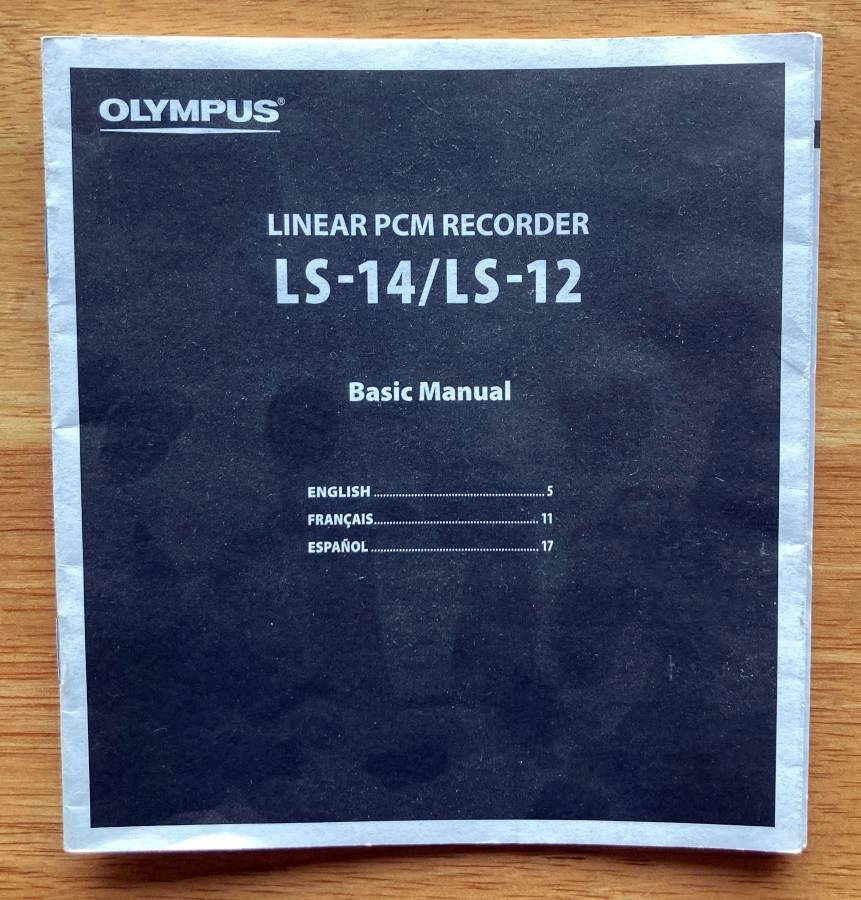 OLYMPUS®
LINEAR PCM RECORDER
LS-14/LS-12
Basic Manual
ENGLISH ........................................................ 5
FRANÇAIS...................................................... 11
ESPAÑOL ....................................................... 17